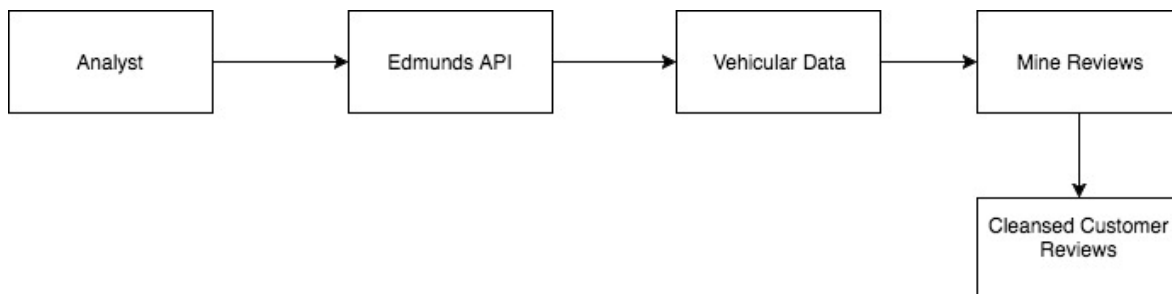 Analyst
Edmunds API
Vehicular Data
Mine Reviews
Cleansed Customer
Reviews